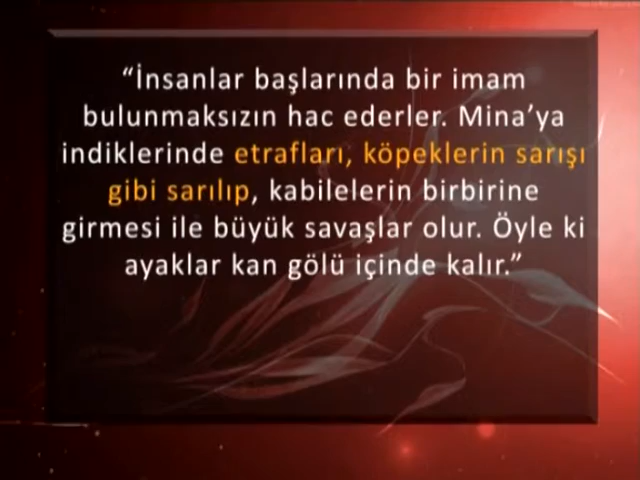 “İnsanlar başlarında bir imam
bulunmaksızın hac ederler. Mina’ya
indiklerinde etrafları, köpeklerin sarışı
gibi sarılıp, kabilelerin birbirine
girmesi ile büyük savaşlar olur. Öyle ki
ayaklar kan gölü içinde kalır.”